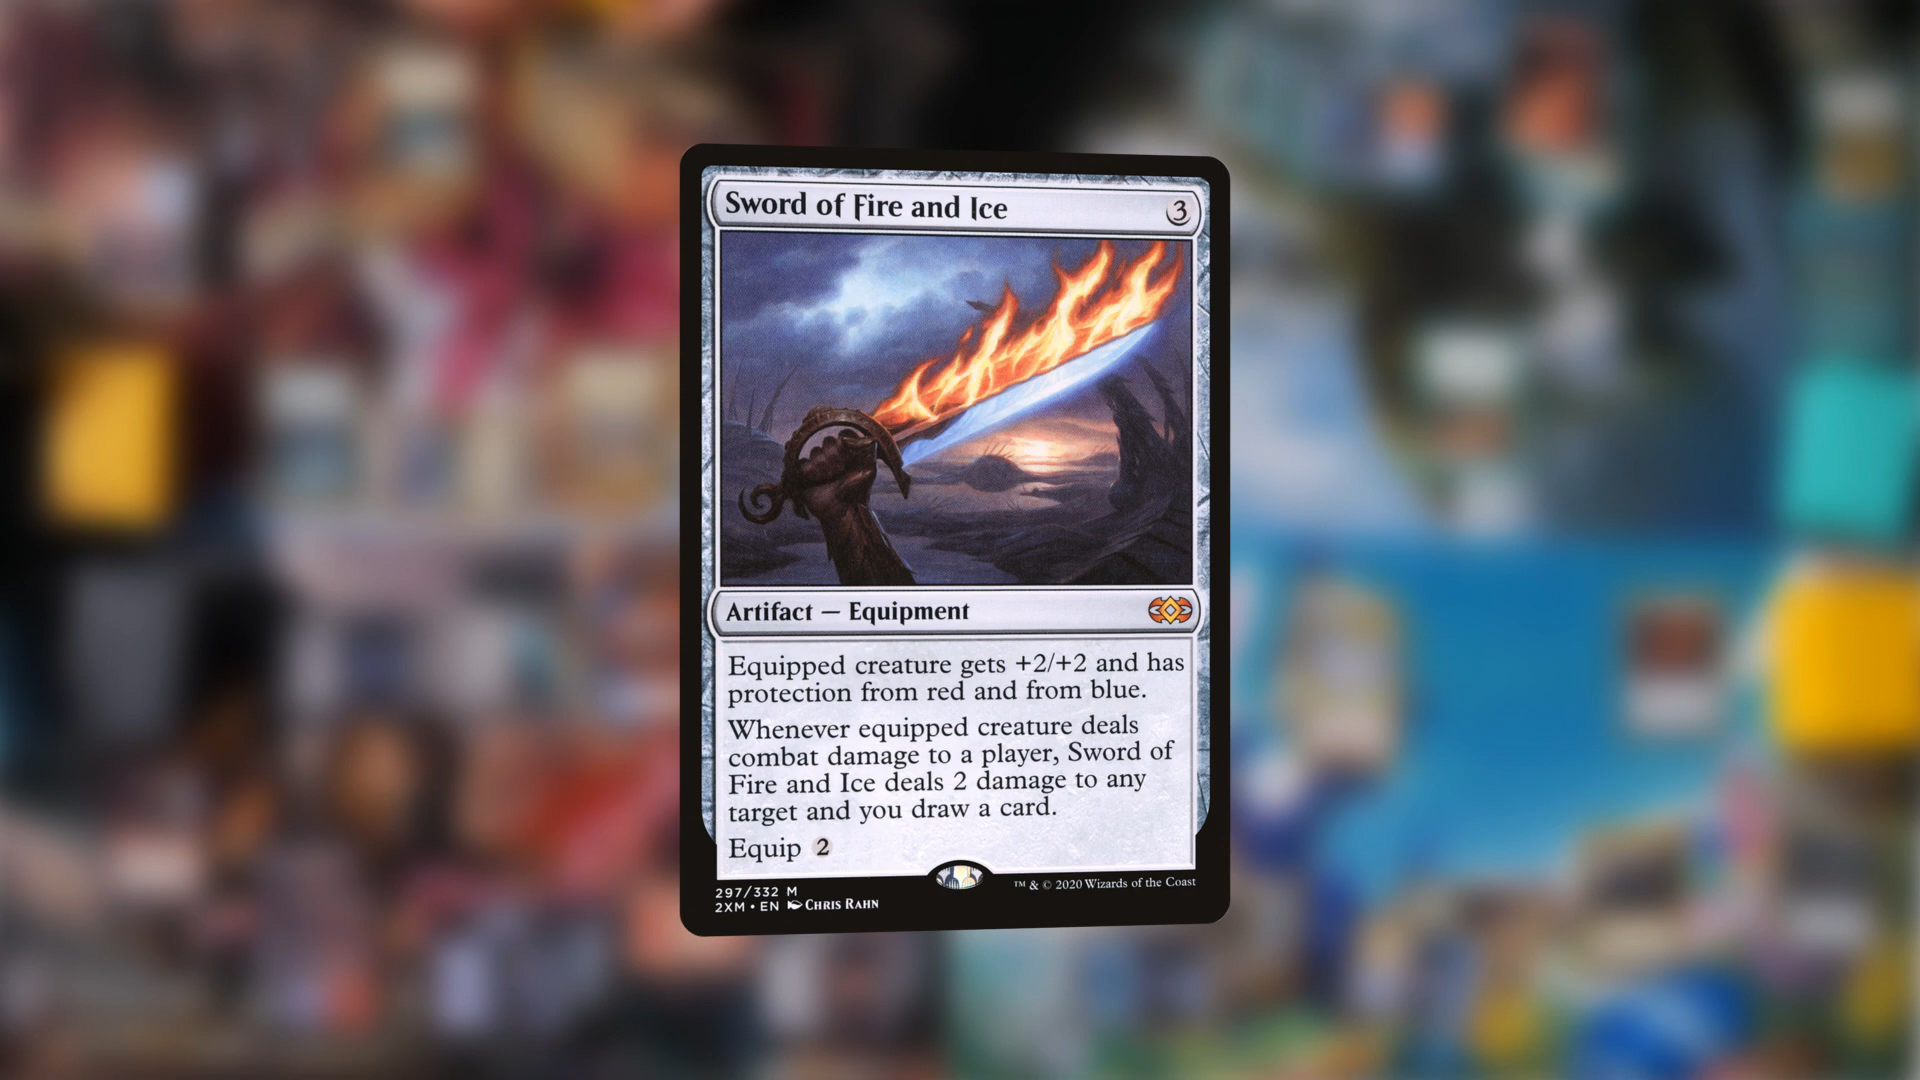 Sword of Fire and Ice 3
Artifact — Equipment
Equipped creature gets +2/+2 and has
protection from red and from blue.
Whenever equipped creature deals
combat damage to a player, Sword of
Fire and Ice deals 2 damage to any
target and you draw a card.
Equip 2
297/332 M
2XM • EN Chris Rahn
™ & © 2020 Wizards of the Coast